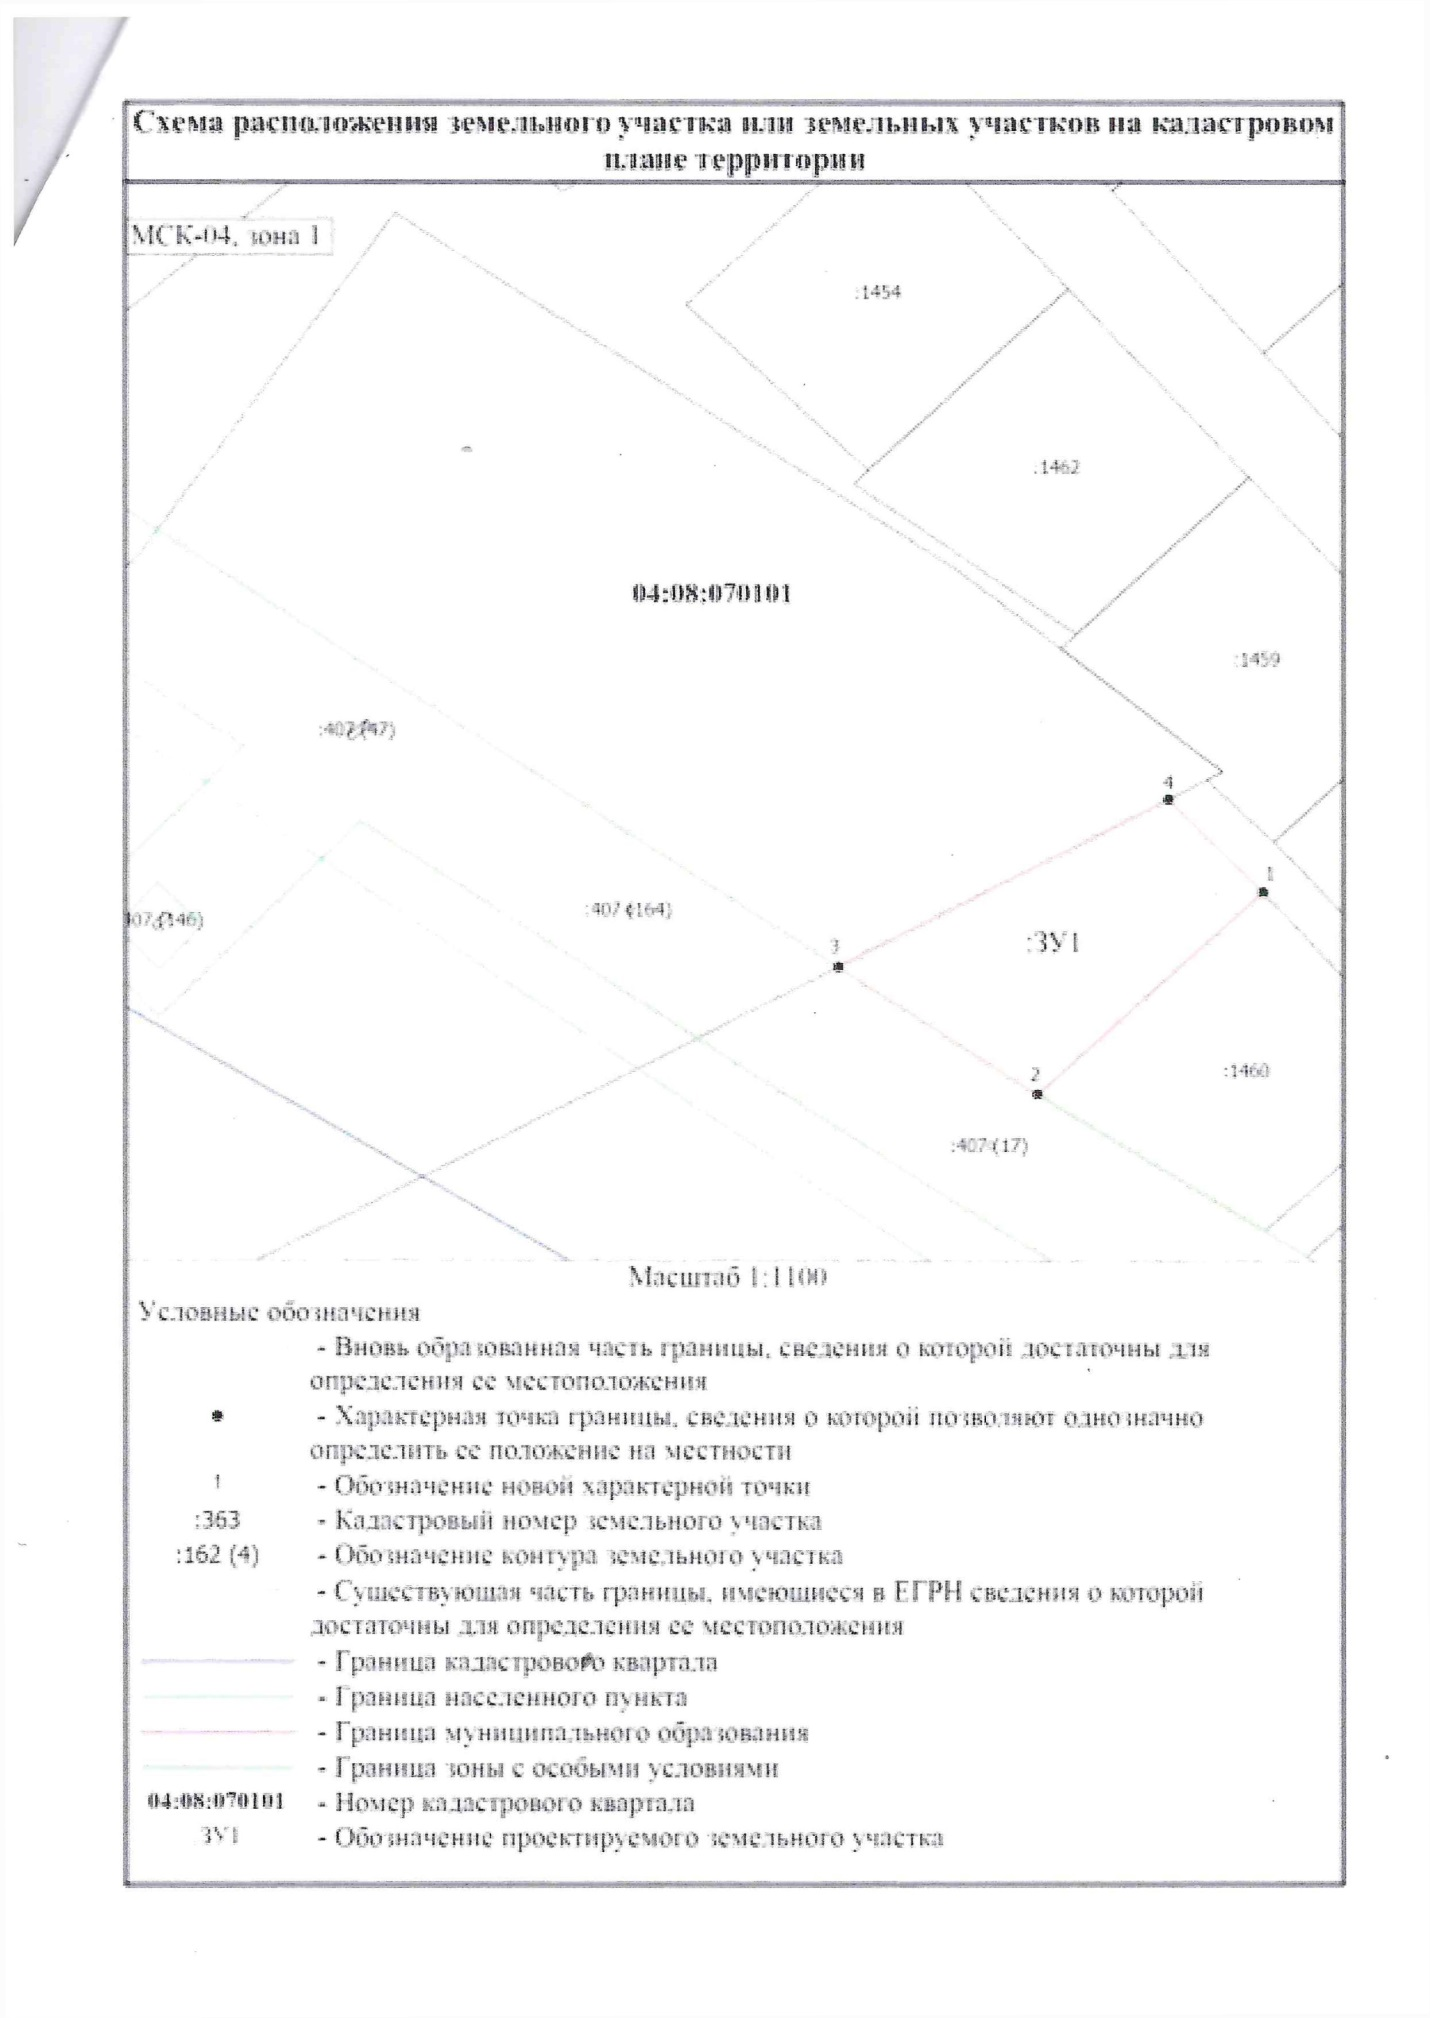 Схема расположения земельного участка или земельных участков на кадастровом
плане территории
МСК-04, зона 1
:1454
:1462
04:08:070101
:1459
4
1
:407 (164)
3
:ЗУ1
2
:1460
:407 (17)
Масштаб 1:1100
Условные обозначения
- Вновь образованная часть границы, сведения о которой достаточны для
определения ее местоположения
- Характерная точка границы, сведения о которой позволяют однозначно
определить ее положение на местности
1 - Обозначение новой характерной точки
:363 - Кадастровый номер земельного участка
:162 (4) - Обозначение контура земельного участка
- Существующая часть границы, имеющиеся в ЕГРН сведения о которой
достаточны для определения ее местоположения
- Граница кадастрового квартала
- Граница населенного пункта
- Граница муниципального образования
- Граница зоны с особыми условиями
04:08:070101 - Номер кадастрового квартала
ЗУ1 - Обозначение проектируемого земельного участка